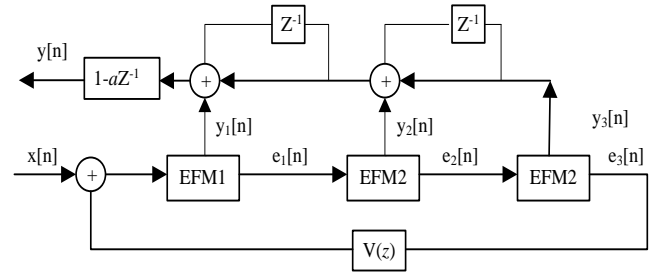 Z-1 Z-1
y[n]
1-aZ-1 + +
y1[n] y2[n] y3[n]
x[n] e1[n] e2[n] e3[n]
+ EFM1 EFM2 EFM2
V(z)